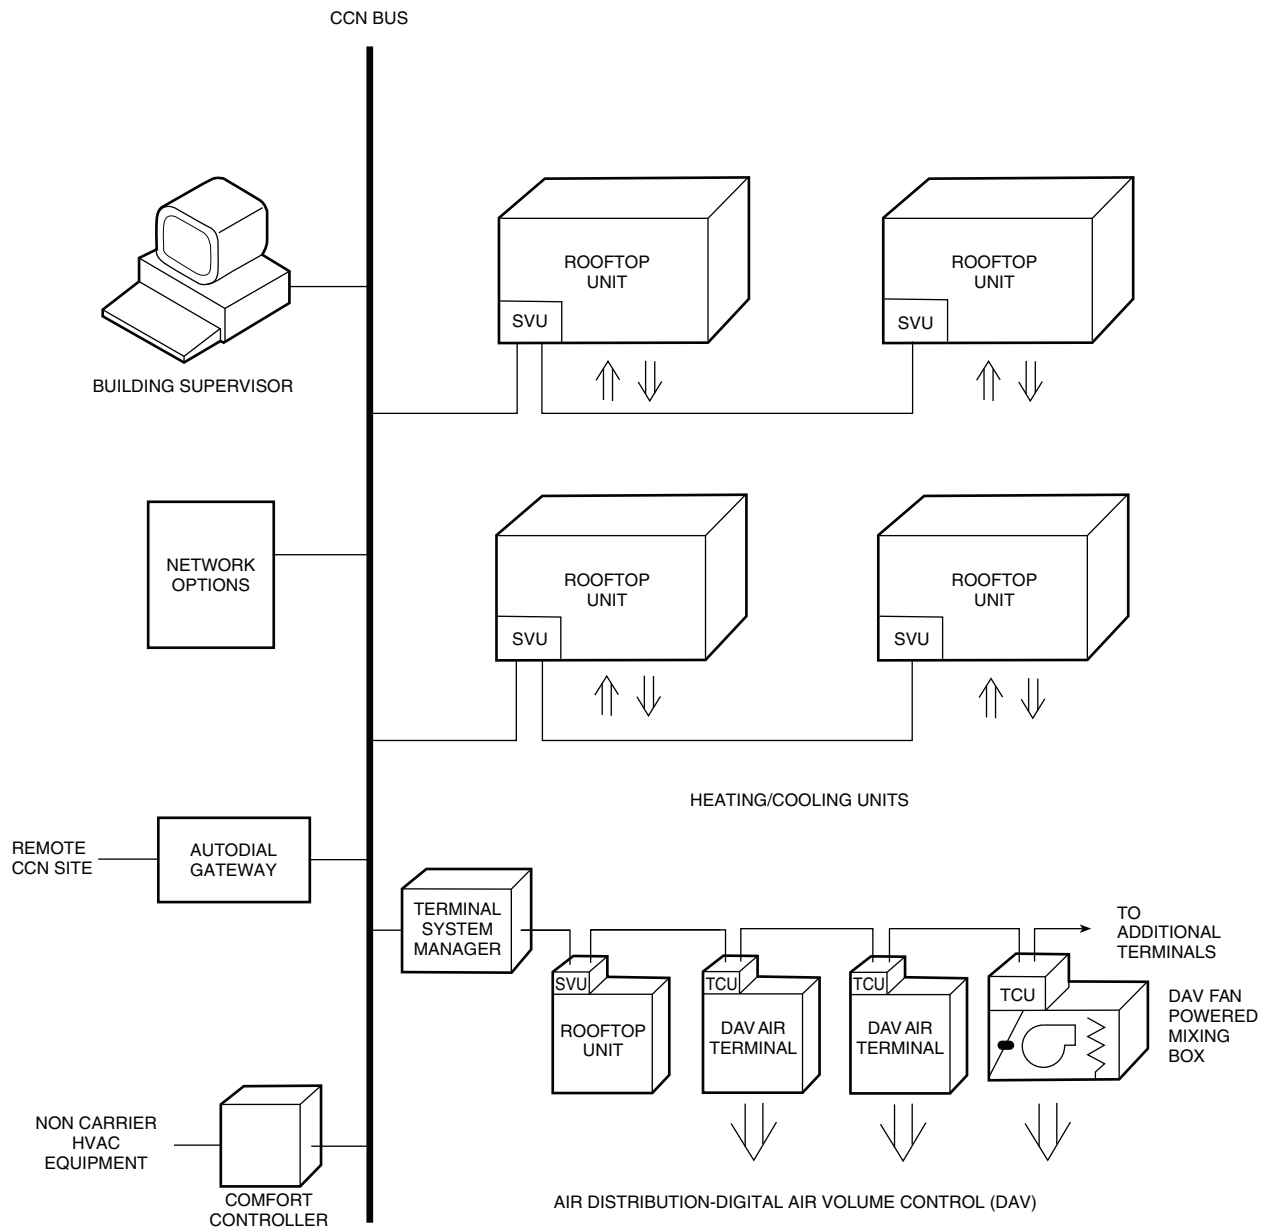 CCN BUS
ROOFTOP
UNIT
SVU
ROOFTOP
UNIT
SVU
BUILDING SUPERVISOR
NETWORK
OPTIONS
ROOFTOP
UNIT
SVU
ROOFTOP
UNIT
SVU
HEATING/COOLING UNITS
REMOTE
CCN SITE
AUTODIAL
GATEWAY
TERMINAL
SYSTEM
MANAGER
SVU
ROOFTOP
UNIT
TCU
DAV AIR
TERMINAL
TCU
DAV AIR
TERMINAL
TCU
TO
ADDITIONAL
TERMINALS
DAV FAN
POWERED
MIXING
BOX
NON CARRIER
HVAC
EQUIPMENT
COMFORT
CONTROLLER
AIR DISTRIBUTION-DIGITAL AIR VOLUME CONTROL (DAV)